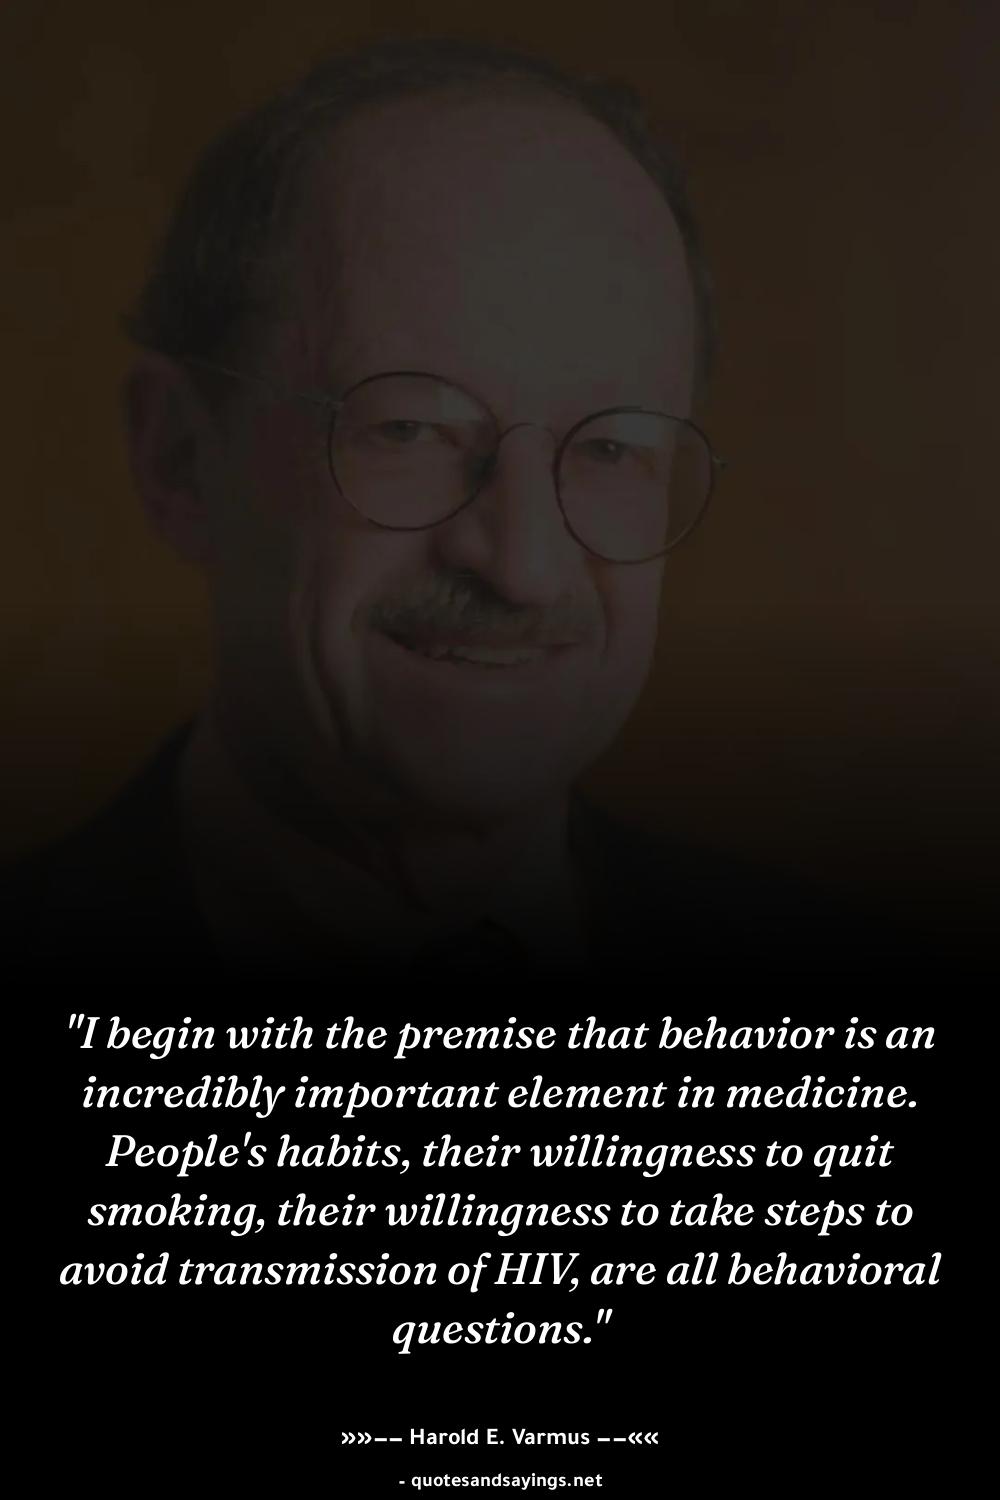 "I begin with the premise that behavior is an
incredibly important element in medicine.
People's habits, their willingness to quit
smoking, their willingness to take steps to
avoid transmission of HIV, are all behavioral
questions."
»»−− Harold E. Varmus −−««
- quotesandsayings.net